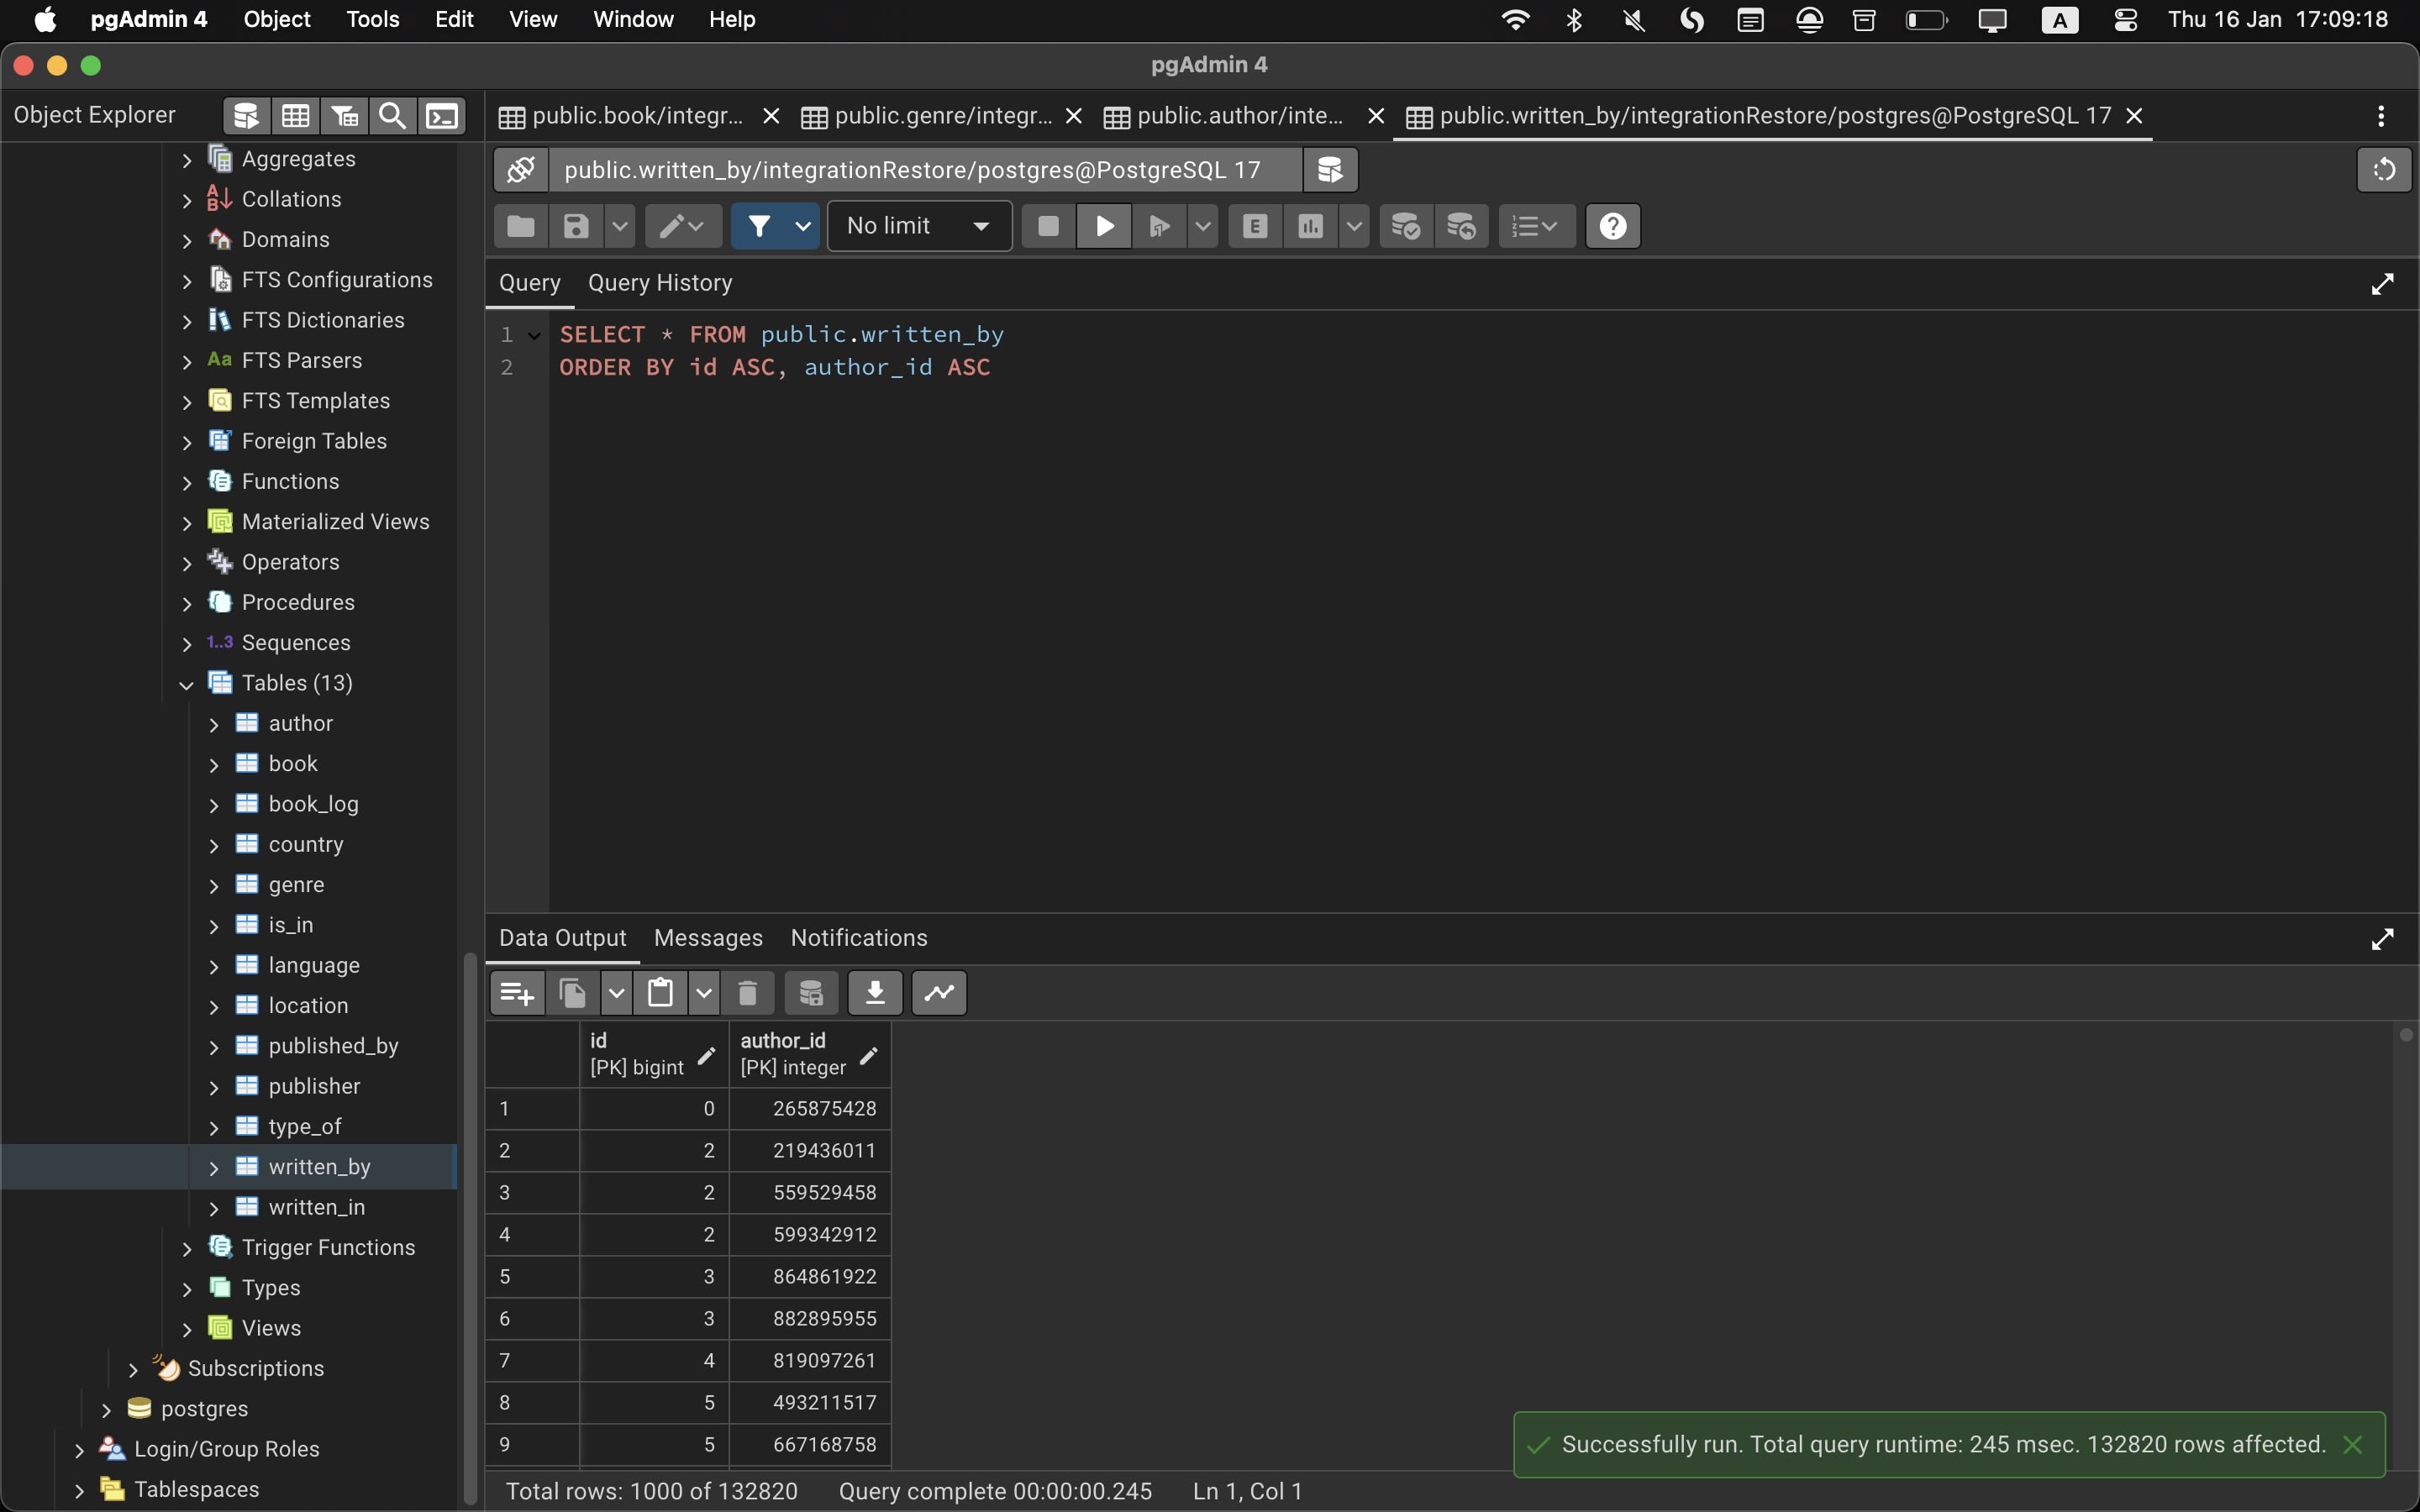 pgAdmin 4 Object Tools Edit View Window Help A Thu 16 Jan 17:09:18
pgAdmin 4
Object Explorer
public.book/integr... public.genre/integr... public.author/inte... public.written_by/integrationRestore/postgres@PostgreSQL 17
public.written_by/integrationRestore/postgres@PostgreSQL 17
No limit
E
Query Query History
1 SELECT * FROM public.written_by
2 ORDER BY id ASC, author_id ASC
Aggregates
Collations
Domains
FTS Configurations
FTS Dictionaries
Aa FTS Parsers
FTS Templates
Foreign Tables
Functions
Materialized Views
Operators
Procedures
1..3 Sequences
Tables (13)
author
book
book_log
country
genre
is_in
language
location
published_by
publisher
type_of
written_by
written_in
Trigger Functions
Types
Views
Subscriptions
postgres
Login/Group Roles
Tablespaces
Data Output Messages Notifications
id author_id
[PK] bigint [PK] integer
1 0 265875428
2 2 219436011
3 2 559529458
4 2 599342912
5 3 864861922
6 3 882895955
7 4 819097261
8 5 493211517
9 5 667168758
Successfully run. Total query runtime: 245 msec. 132820 rows affected.
Total rows: 1000 of 132820 Query complete 00:00:00.245 Ln 1, Col 1